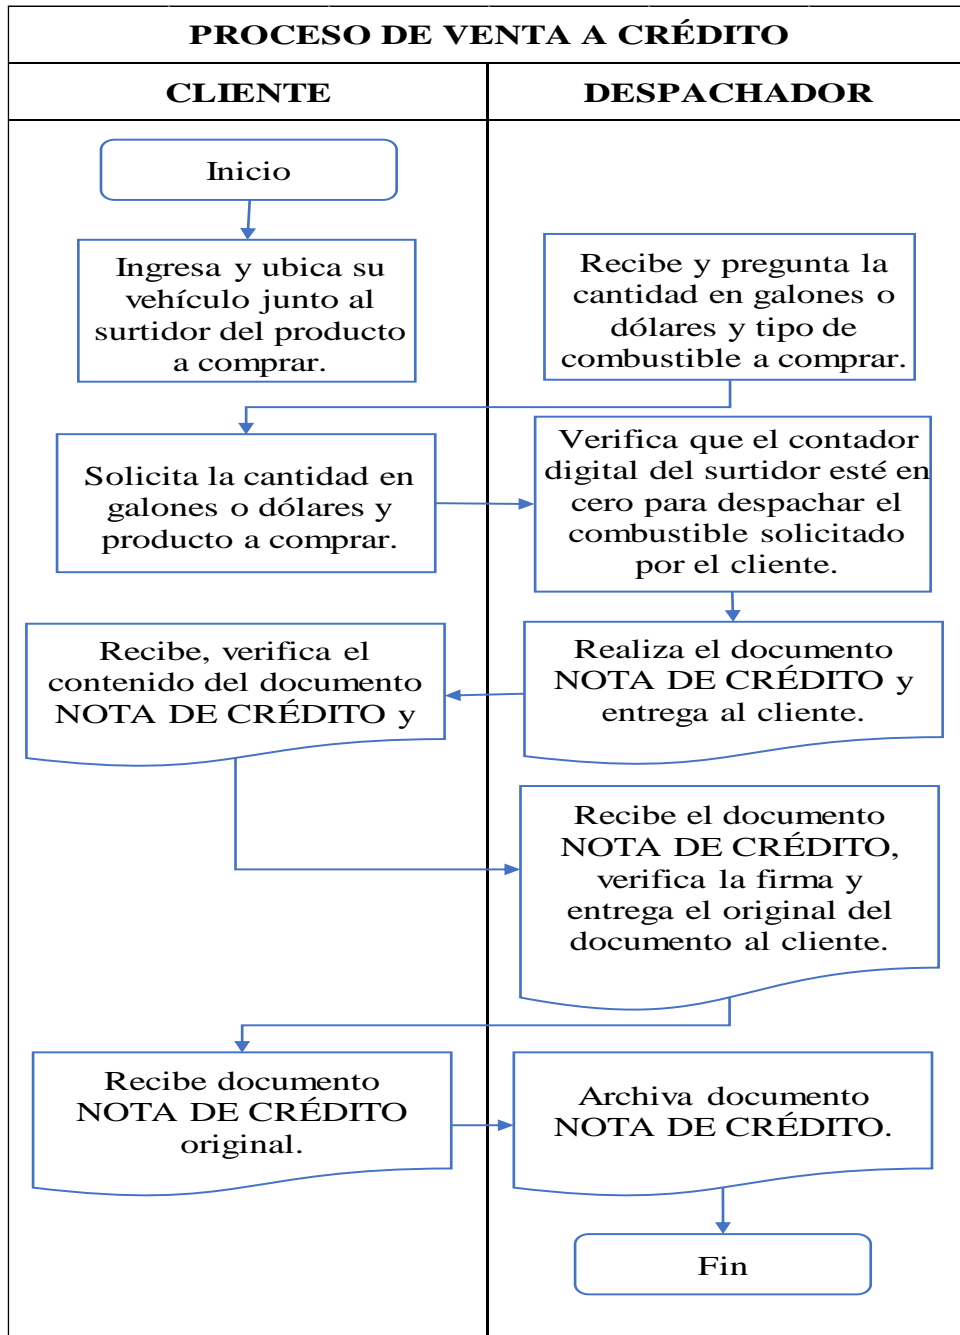 PROCESO DE VENTA A CRÉDITO
CLIENTE
DESPACHADOR
Inicio
Ingresa y ubica su
vehículo junto al
surtidor del producto
a comprar.
Recibe y pregunta la
cantidad en galones o
dólares y tipo de
combustible a comprar.
Solicita la cantidad en
galones o dólares y
producto a comprar.
Verifica que el contador
digital del surtidor esté en
cero para despachar el
combustible solicitado
por el cliente.
Realiza el documento
NOTA DE CRÉDITO y
entrega al cliente.
Recibe, verifica el
contenido del documento
NOTA DE CRÉDITO y
Recibe el documento
NOTA DE CRÉDITO,
verifica la firma y
entrega el original del
documento al cliente.
Recibe documento
NOTA DE CRÉDITO
original.
Archiva documento
NOTA DE CRÉDITO.
Fin